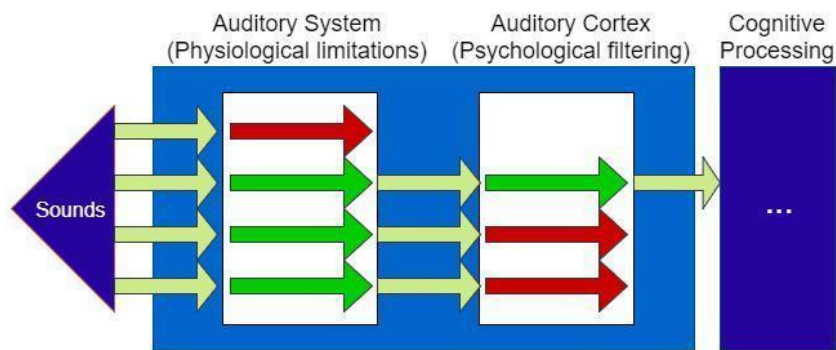 Auditory System
(Physiological limitations)
Auditory Cortex
(Psychological filtering)
Cognitive
Processing
Sounds
...